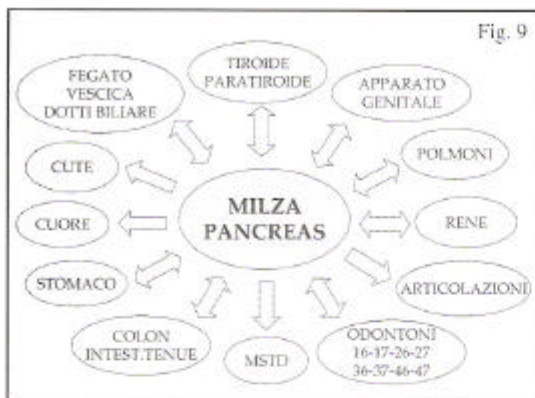 Fig. 9
FEGATO
VESCICA
DOTTI BILIARE
TIROIDE
PARATIROIDE
APPARATO
GENITALE
CUTE
POLMONI
MILZA
PANCREAS
CUORE
RENE
STOMACO
ARTICOLAZIONI
COLON
INTEST.TENUE
MSTD
ODONTONI
16-17-26-27
36-37-46-47